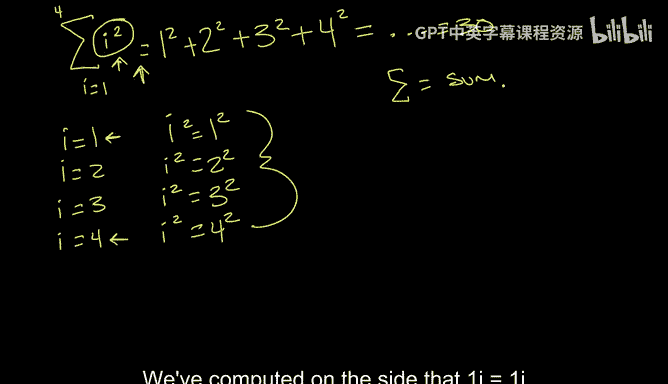 4
∑ i² = 1² + 2² + 3² + 4² = ... = 30
i=1
GPT中英字幕课程资源 bilibili
∑ = sum.
i=1 ← i²=1²
i=2 i²=2²
i=3 i²=3²
i=4 ← i²=4²
We've computed on the side that 1i = 1i